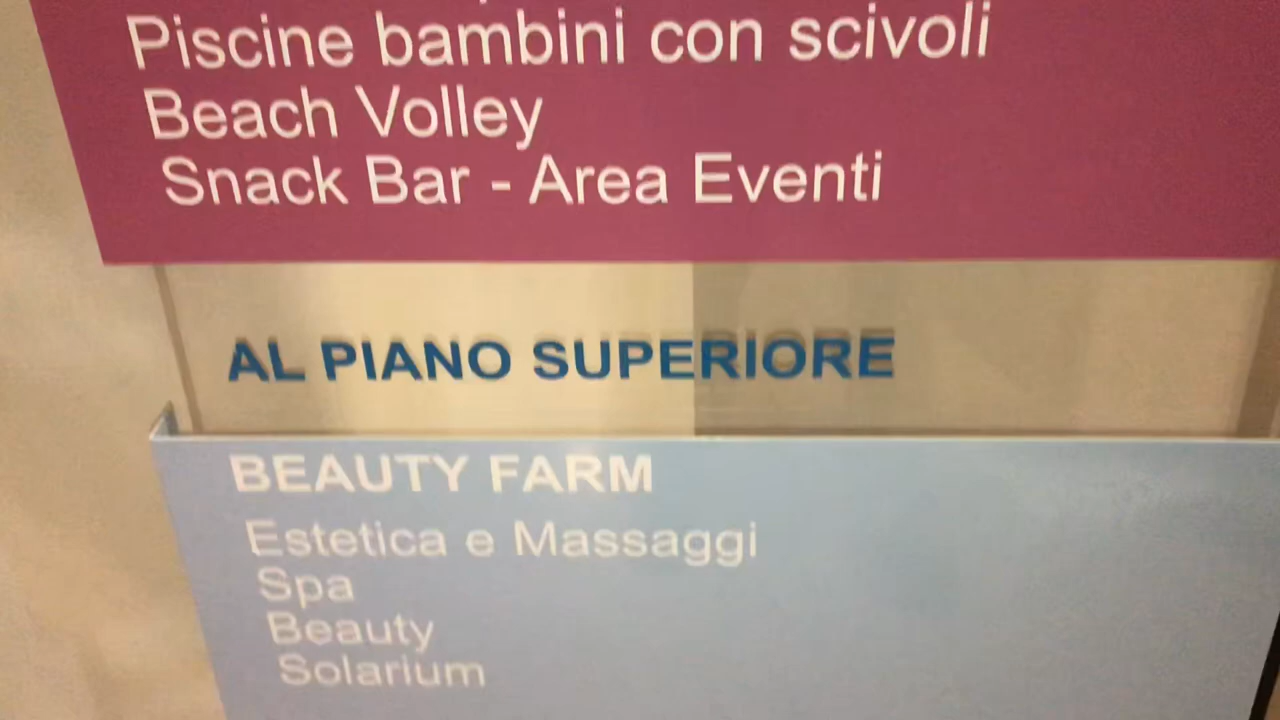 Piscine bambini con scivoli
Beach Volley
Snack Bar - Area Eventi
AL PIANO SUPERIORE
BEAUTY FARM
Estetica e Massaggi
Spa
Beauty
Solarium